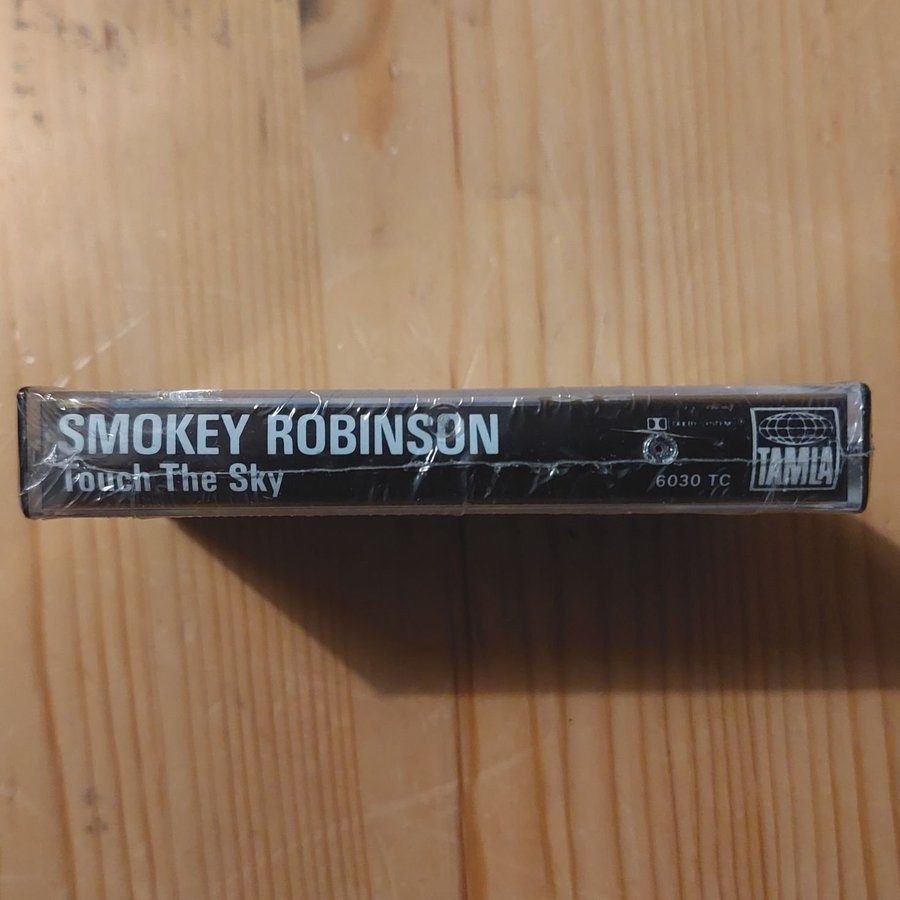 SMOKEY ROBINSON
Touch The Sky
6030 TC
TAMLA